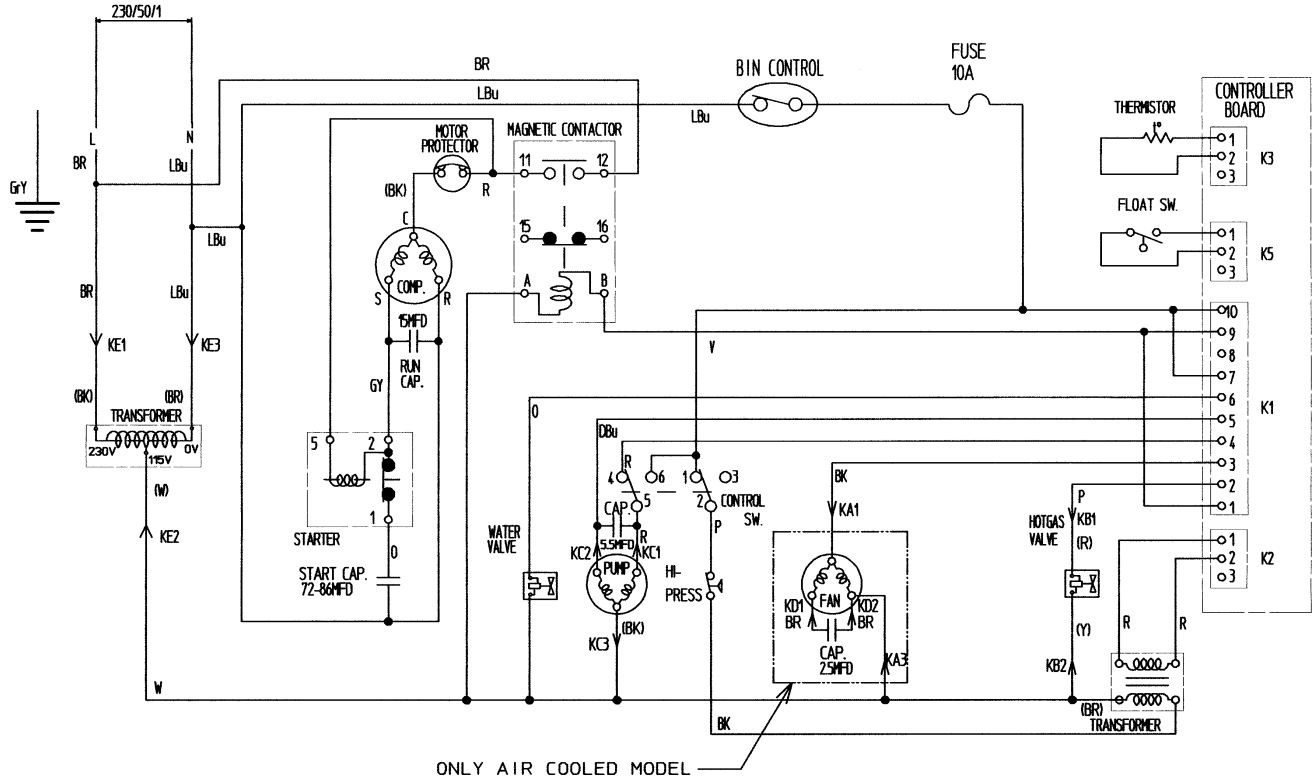 230/50/1
BR
LBu
BIN CONTROL
FUSE
10A
LBu
CONTROLLER
BOARD
THERMISTOR
t°
1
2
3
K3
L
N
MOTOR
PROTECTOR
MAGNETIC CONTACTOR
11
12
BR
LBu
GrY
(BK)
R
C
FLOAT SW.
1
2
3
K5
15
16
LBu
COMP.
S
R
A
B
BR
LBu
15MFD
RUN
CAP.
KE1
KE3
V
10
9
8
7
6
5
4
3
2
1
K1
GY
(BK)
(BR)
TRANSFORMER
230V
115V
0V
O
DBu
5
2
1
STARTER
R
4
6
1
3
5
2
CONTROL
SW.
BK
P
KB1
(W)
KE2
O
START CAP.
72-86MFD
WATER
VALVE
CAP.
5.5MFD
KC2
R
KC1
PUMP
P
HI-
PRESS
KA1
HOTGAS
VALVE
(R)
1
2
3
K2
KD1
BR
FAN
KD2
BR
KC3
(BK)
CAP.
2.5MFD
KA3
(Y)
KB2
R
R
W
BK
(BR)
TRANSFORMER
ONLY AIR COOLED MODEL